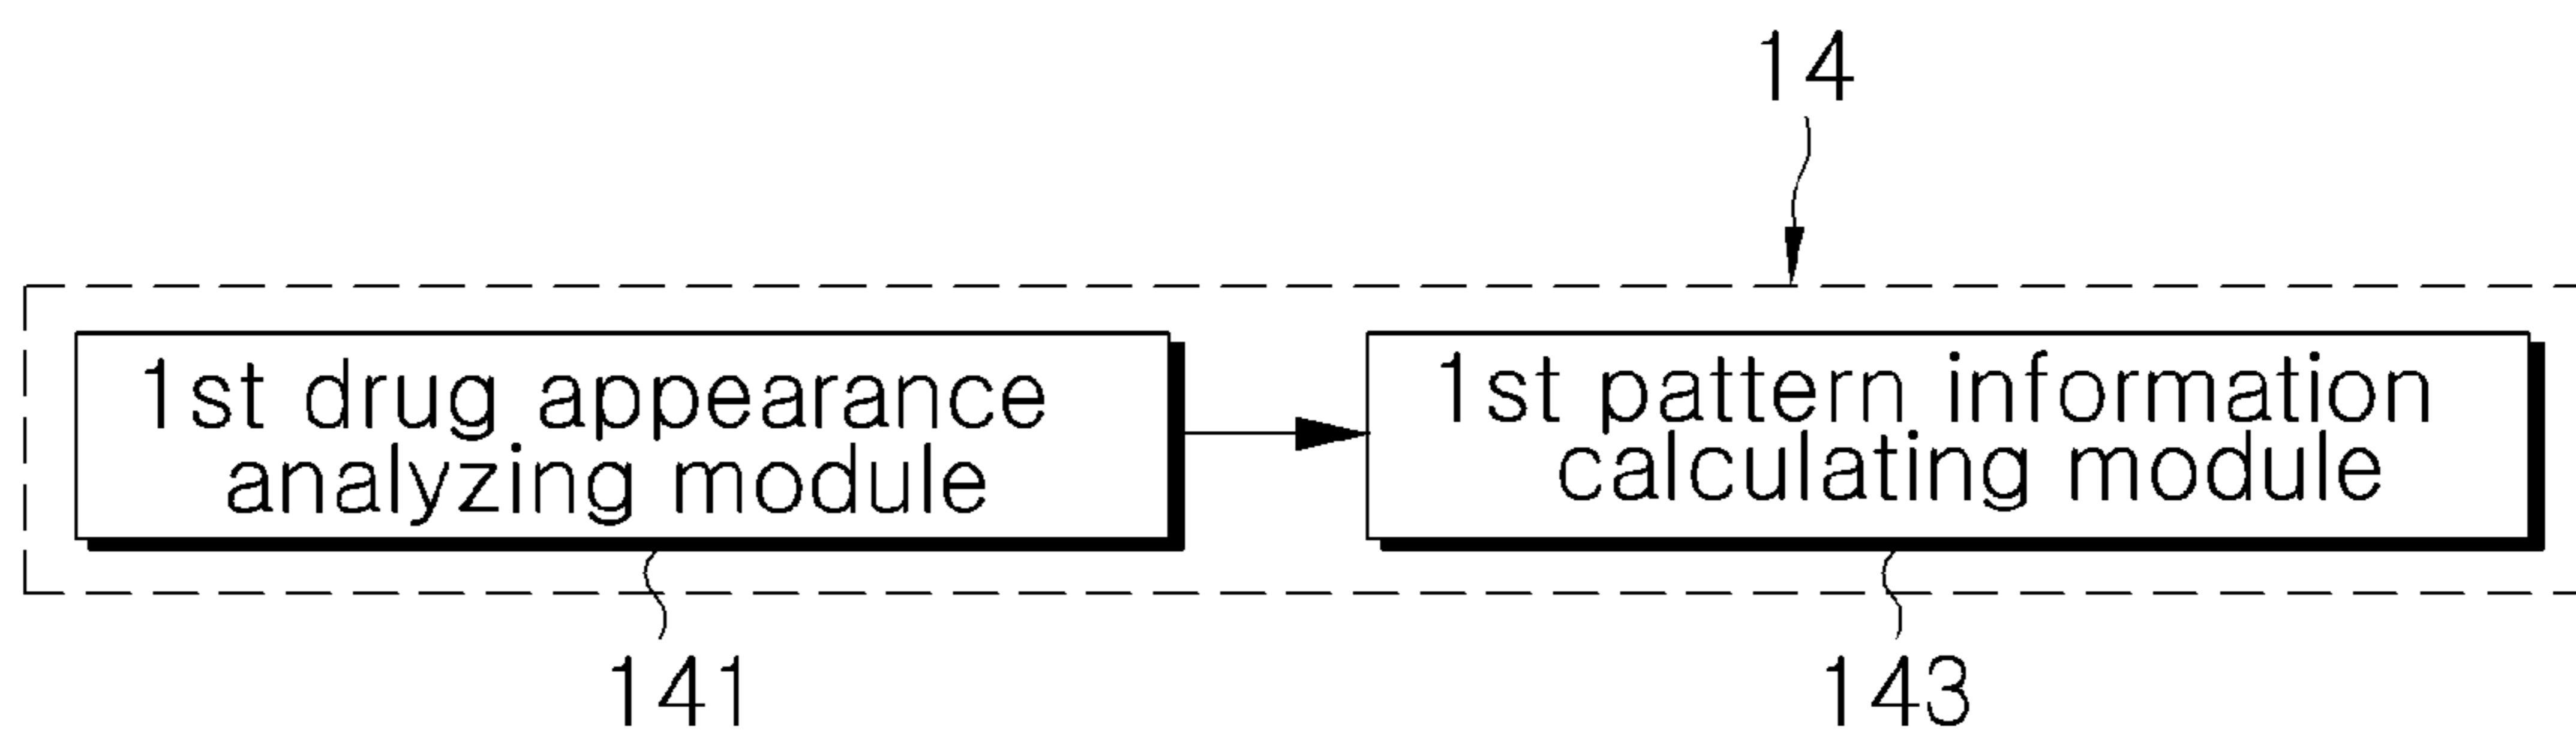 14
1st drug appearance
analyzing module
1st pattern information
calculating module
141
143